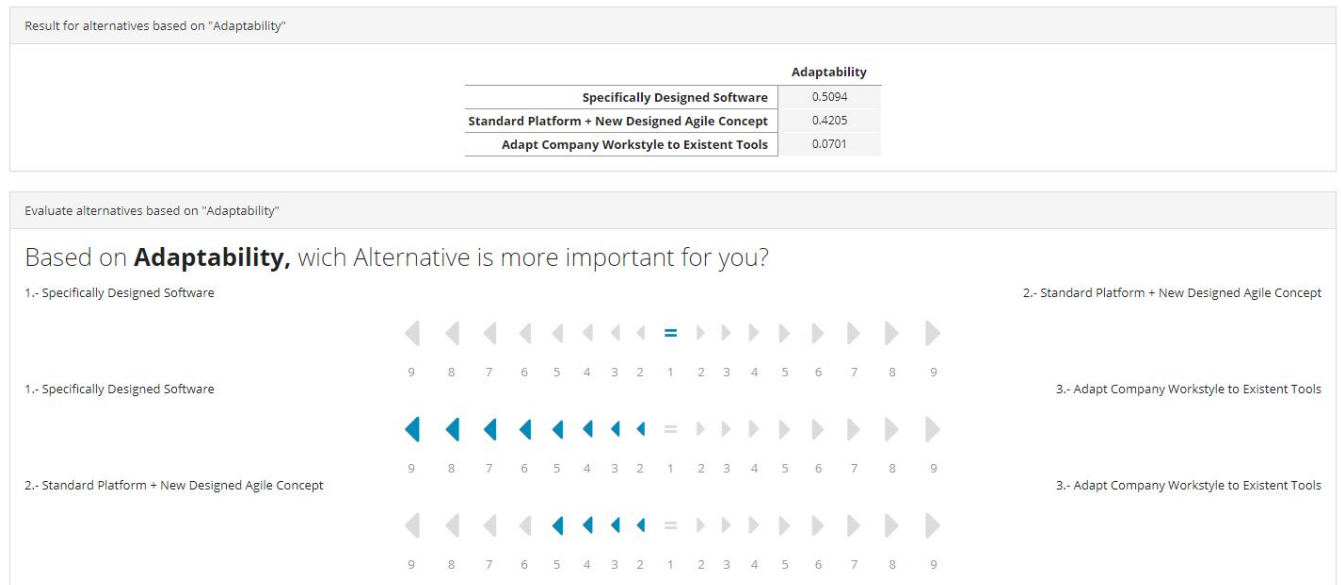 Result for alternatives based on "Adaptability"
Adaptability
Specifically Designed Software 0.5094
Standard Platform + New Designed Agile Concept 0.4205
Adapt Company Workstyle to Existent Tools 0.0701
Evaluate alternatives based on "Adaptability"
Based on Adaptability, wich Alternative is more important for you?
1.- Specifically Designed Software 2.- Standard Platform + New Designed Agile Concept
=
9 8 7 6 5 4 3 2 1 2 3 4 5 6 7 8 9
1.- Specifically Designed Software 3.- Adapt Company Workstyle to Existent Tools
=
9 8 7 6 5 4 3 2 1 2 3 4 5 6 7 8 9
2.- Standard Platform + New Designed Agile Concept 3.- Adapt Company Workstyle to Existent Tools
=
9 8 7 6 5 4 3 2 1 2 3 4 5 6 7 8 9